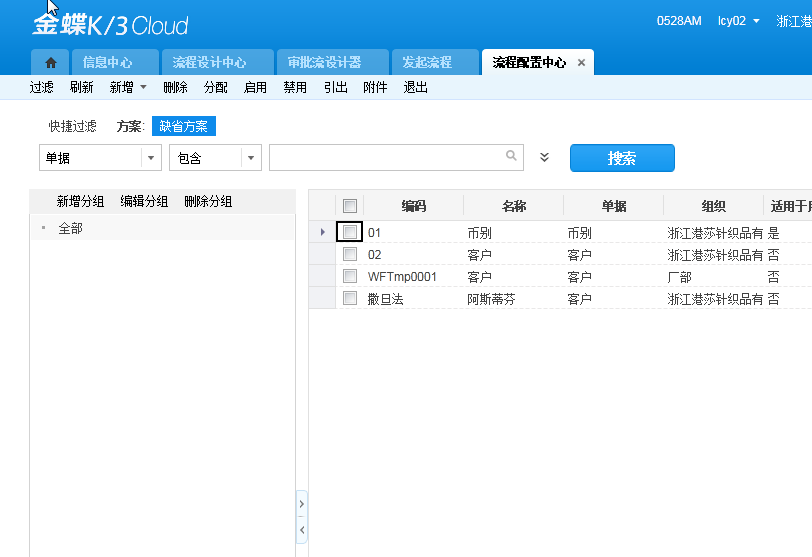 金蝶K/3 Cloud
0528AM lcy02 浙江港
信息中心 流程设计中心 审批流设计器 发起流程 流程配置中心
过滤 刷新 新增 删除 分配 启用 禁用 引出 附件 退出
快捷过滤 方案: 缺省方案
单据 包含 搜索
新增分组 编辑分组 删除分组
全部
编码 名称 单据 组织 适用于所
01 币别 币别 浙江港莎针织品有 是
02 客户 客户 浙江港莎针织品有 否
WFTmp0001 客户 客户 厂部 否
撒旦法 阿斯蒂芬 客户 浙江港莎针织品有 否